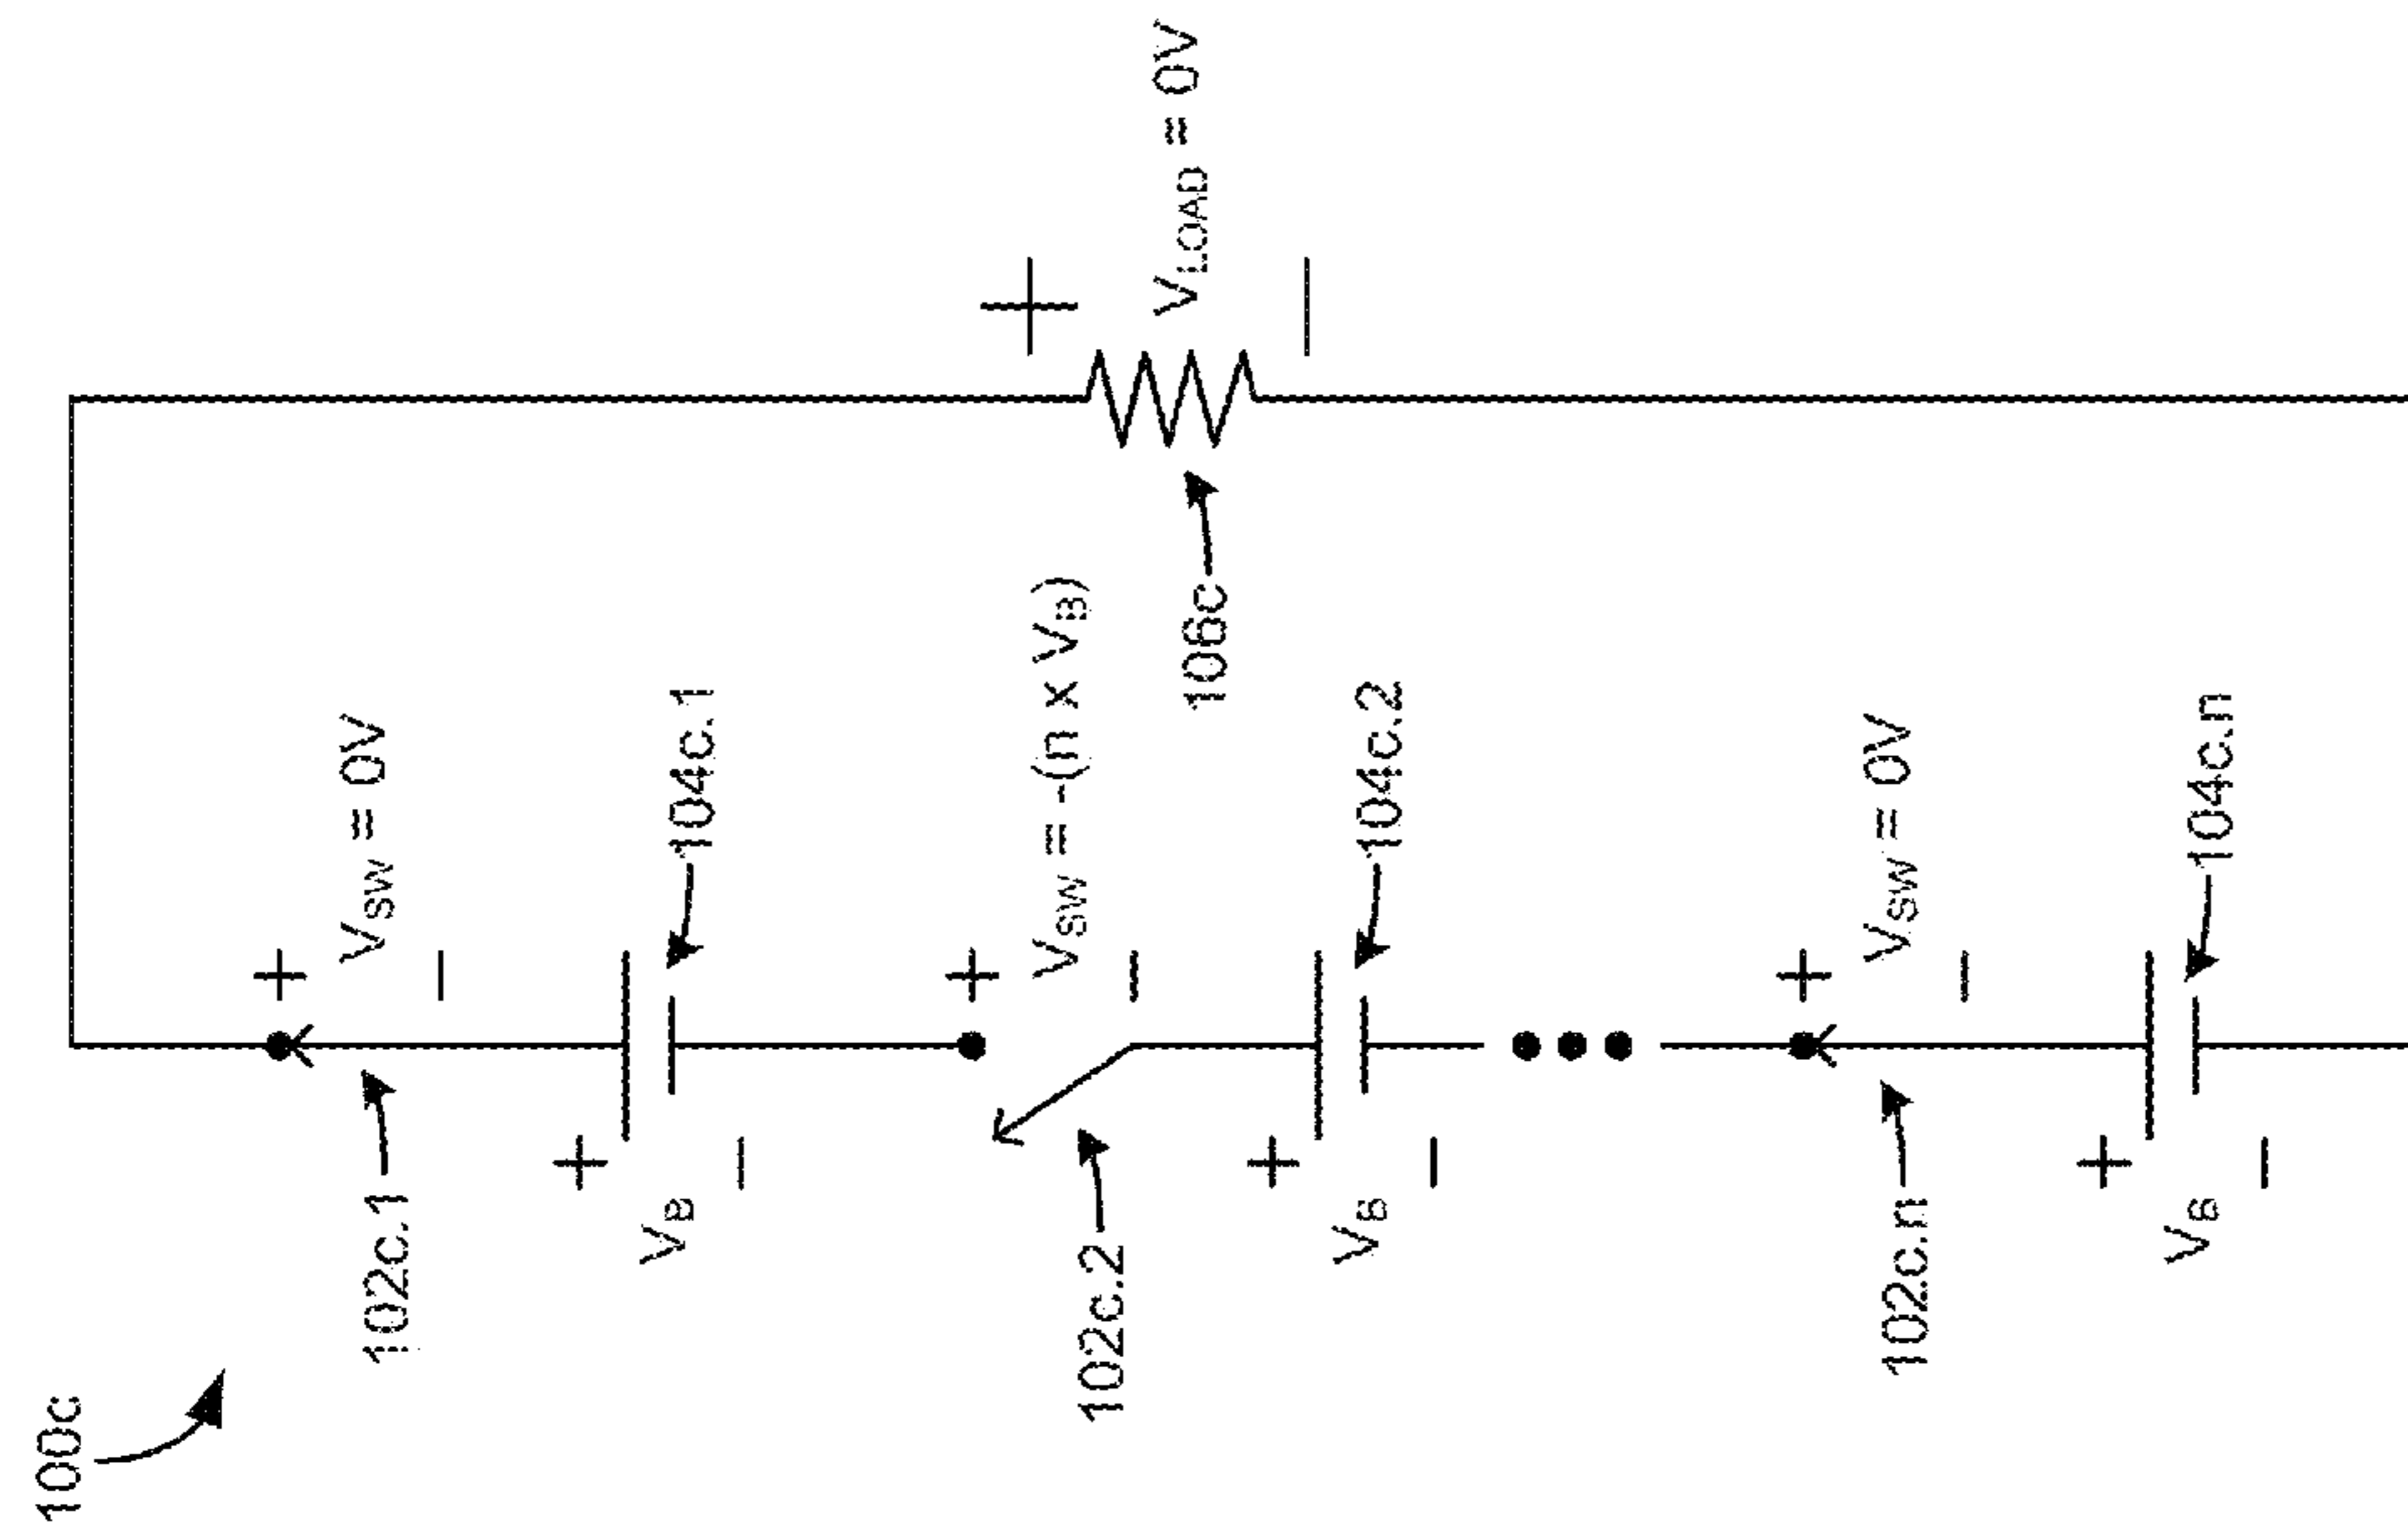 100c
102c.1
V_SW = 0V
V_B
104c.1
102c.2
V_SW = -(n x V_B)
V_B
104c.2
106c
V_LOAD = 0V
102c.n
V_SW = 0V
V_B
104c.n